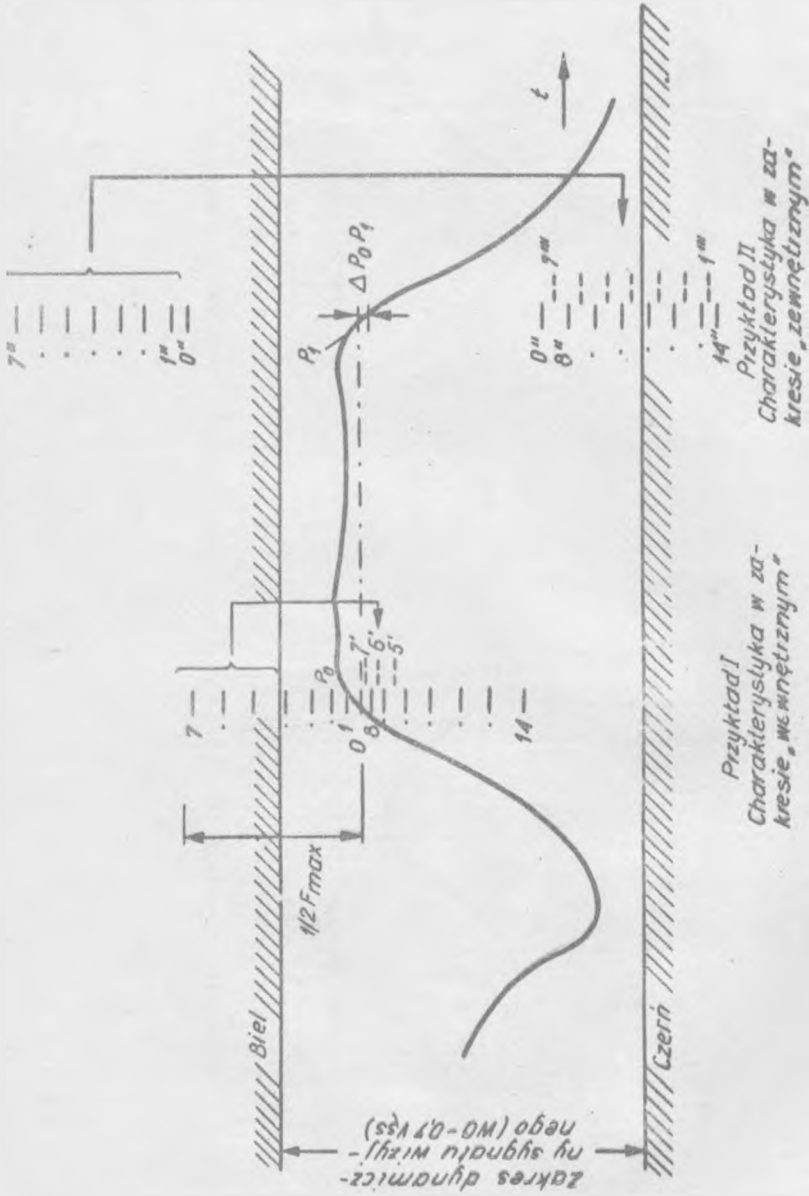 Zakres dynamicz-
ny sygnału wizyj-
nego (WG-0,7 Vss)
Biel
Czerń
1/2 Fmax
7
1
0
8
14
P0
7'
6'
5'
P1
Δ P0 P1
7"
1"
0"
t
0"
8"
14"
7'"
1'"
Przykład I
Charakterystyka w za-
kresie „wewnętrznym"
Przykład II
Charakterystyka w za-
kresie „zewnętrznym"